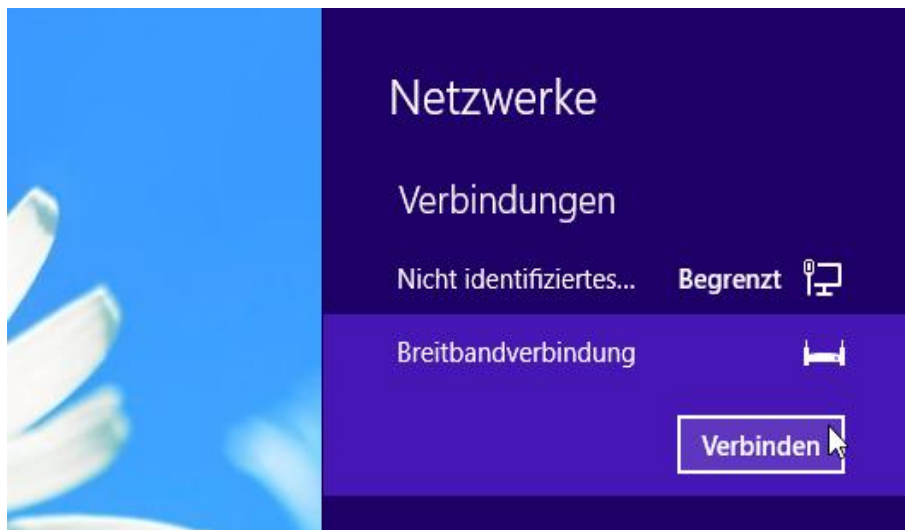 Netzwerke
Verbindungen
Nicht identifiziertes... Begrenzt
Breitbandverbindung
Verbinden